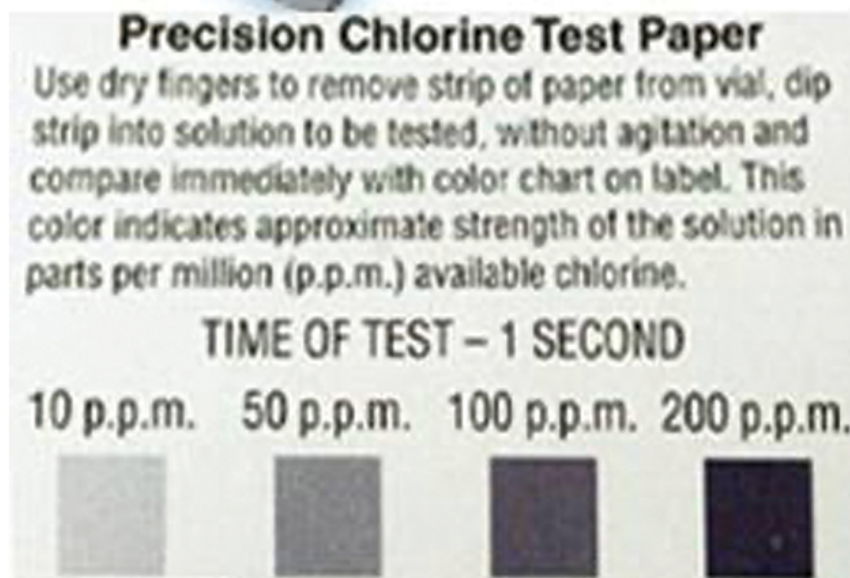 Precision Chlorine Test Paper
Use dry fingers to remove strip of paper from vial, dip
strip into solution to be tested, without agitation and
compare immediately with color chart on label. This
color indicates approximate strength of the solution in
parts per million (p.p.m.) available chlorine.
TIME OF TEST – 1 SECOND
10 p.p.m. 50 p.p.m. 100 p.p.m. 200 p.p.m.